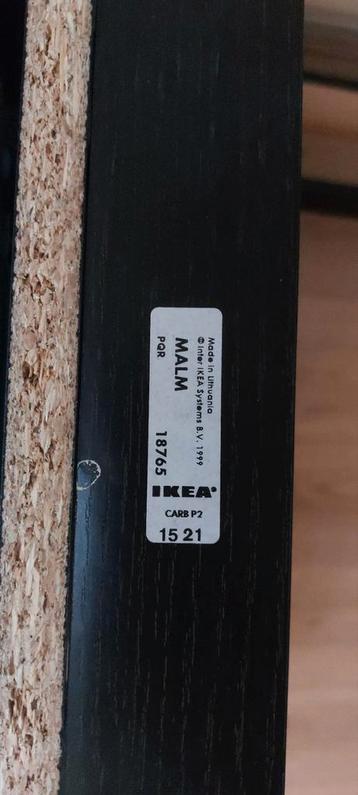 Made in Lithuania
© Inter IKEA Systems B.V. 1999
MALM
PQR 18765
IKEA®
CARB P2
15 21